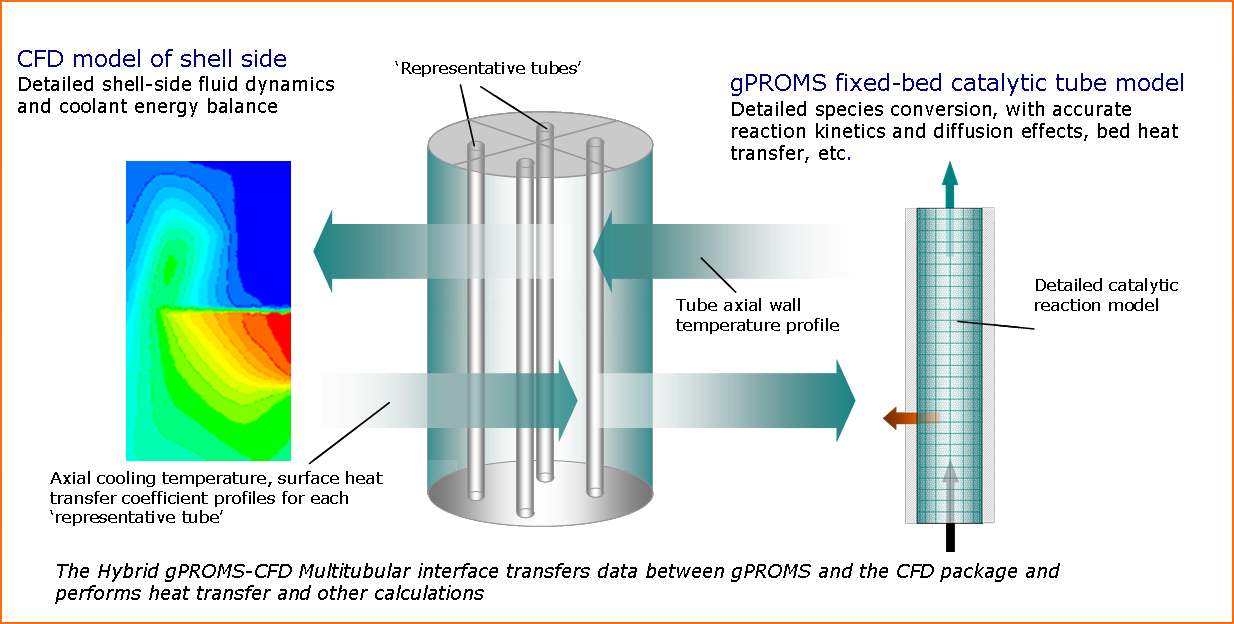 CFD model of shell side
Detailed shell-side fluid dynamics
and coolant energy balance
‘Representative tubes’
gPROMS fixed-bed catalytic tube model
Detailed species conversion, with accurate
reaction kinetics and diffusion effects, bed heat
transfer, etc.
Tube axial wall
temperature profile
Detailed catalytic
reaction model
Axial cooling temperature, surface heat
transfer coefficient profiles for each
‘representative tube’
The Hybrid gPROMS-CFD Multitubular interface transfers data between gPROMS and the CFD package and
performs heat transfer and other calculations